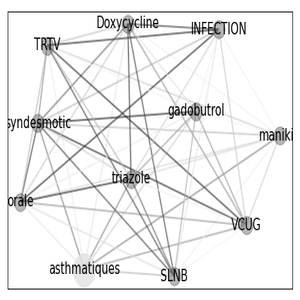 Doxycycline
INFECTION
TRTV
gadobutrol
syndesmotic
maniki
triazole
orale
VCUG
asthmatiques
SLNB